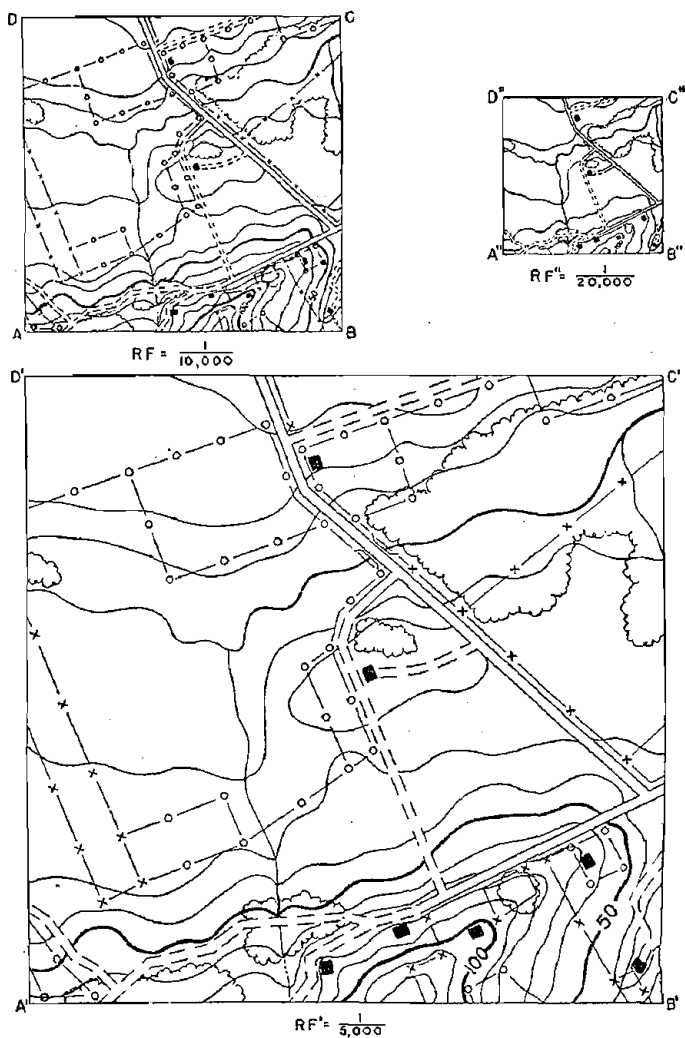 D C
A B
RF = 1/10,000
D" C"
A" B"
RF" = 1/20,000
D' C'
50
100
A' B'
RF' = 1/5,000